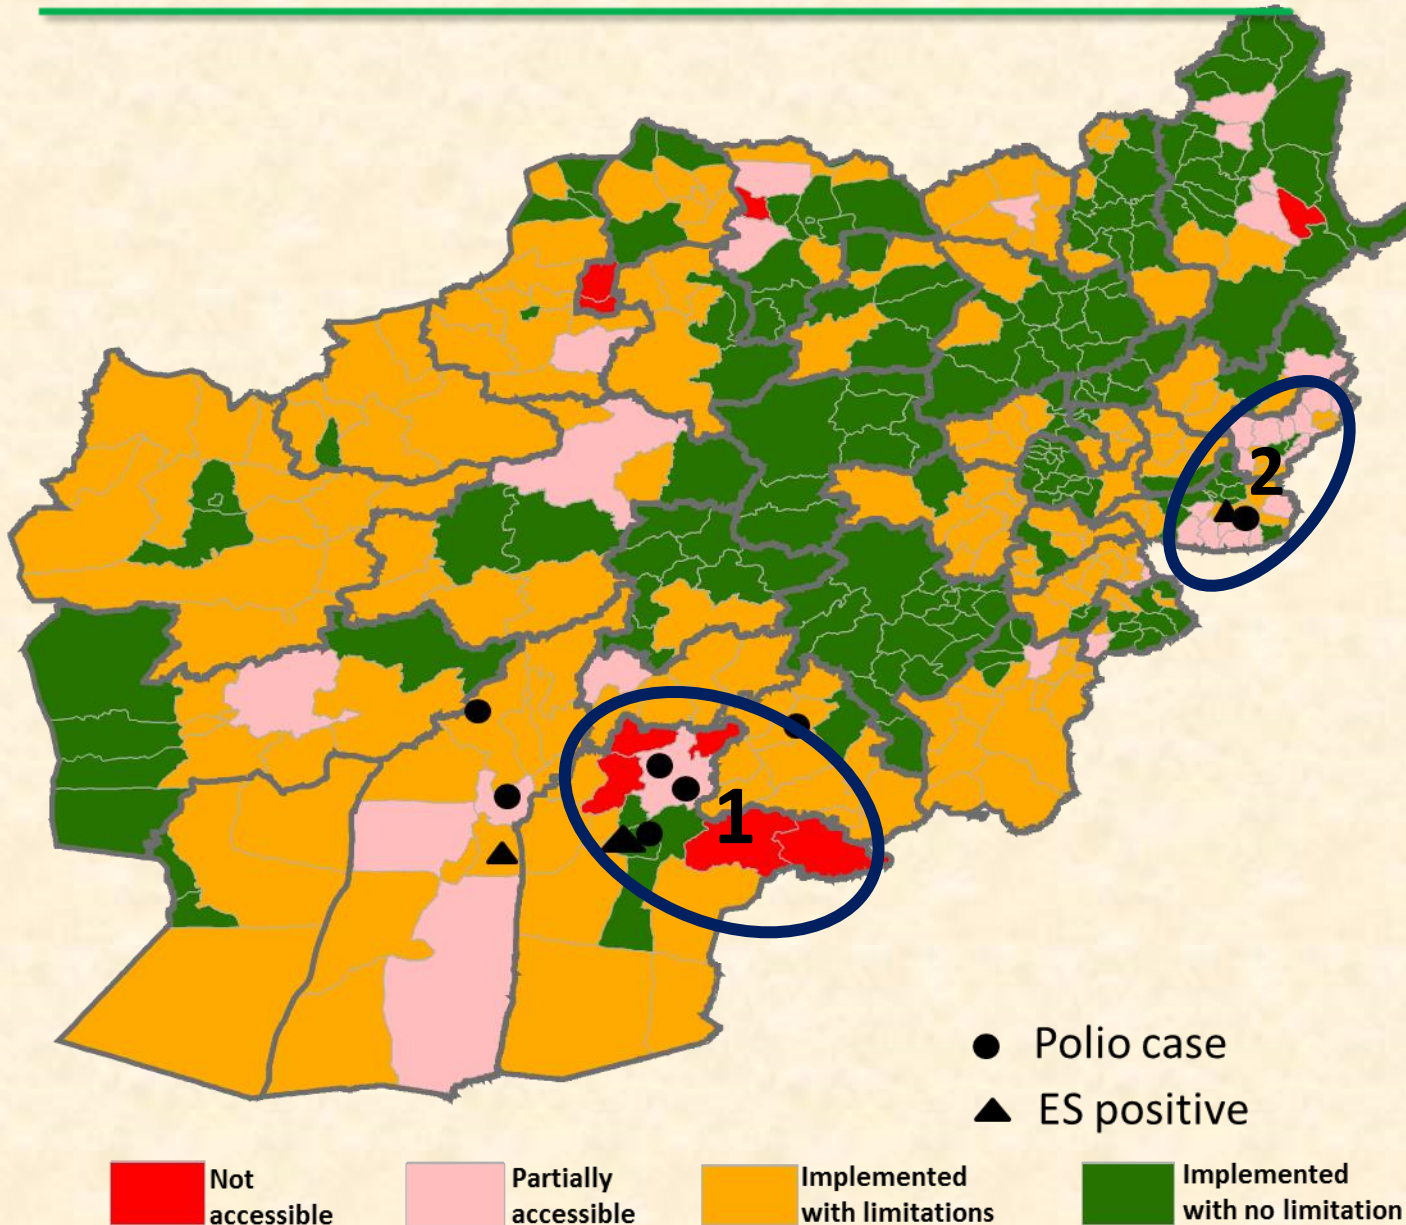 2
1
Polio case
ES positive
Not
accessible
Partially
accessible
Implemented
with limitations
Implemented
with no limitation